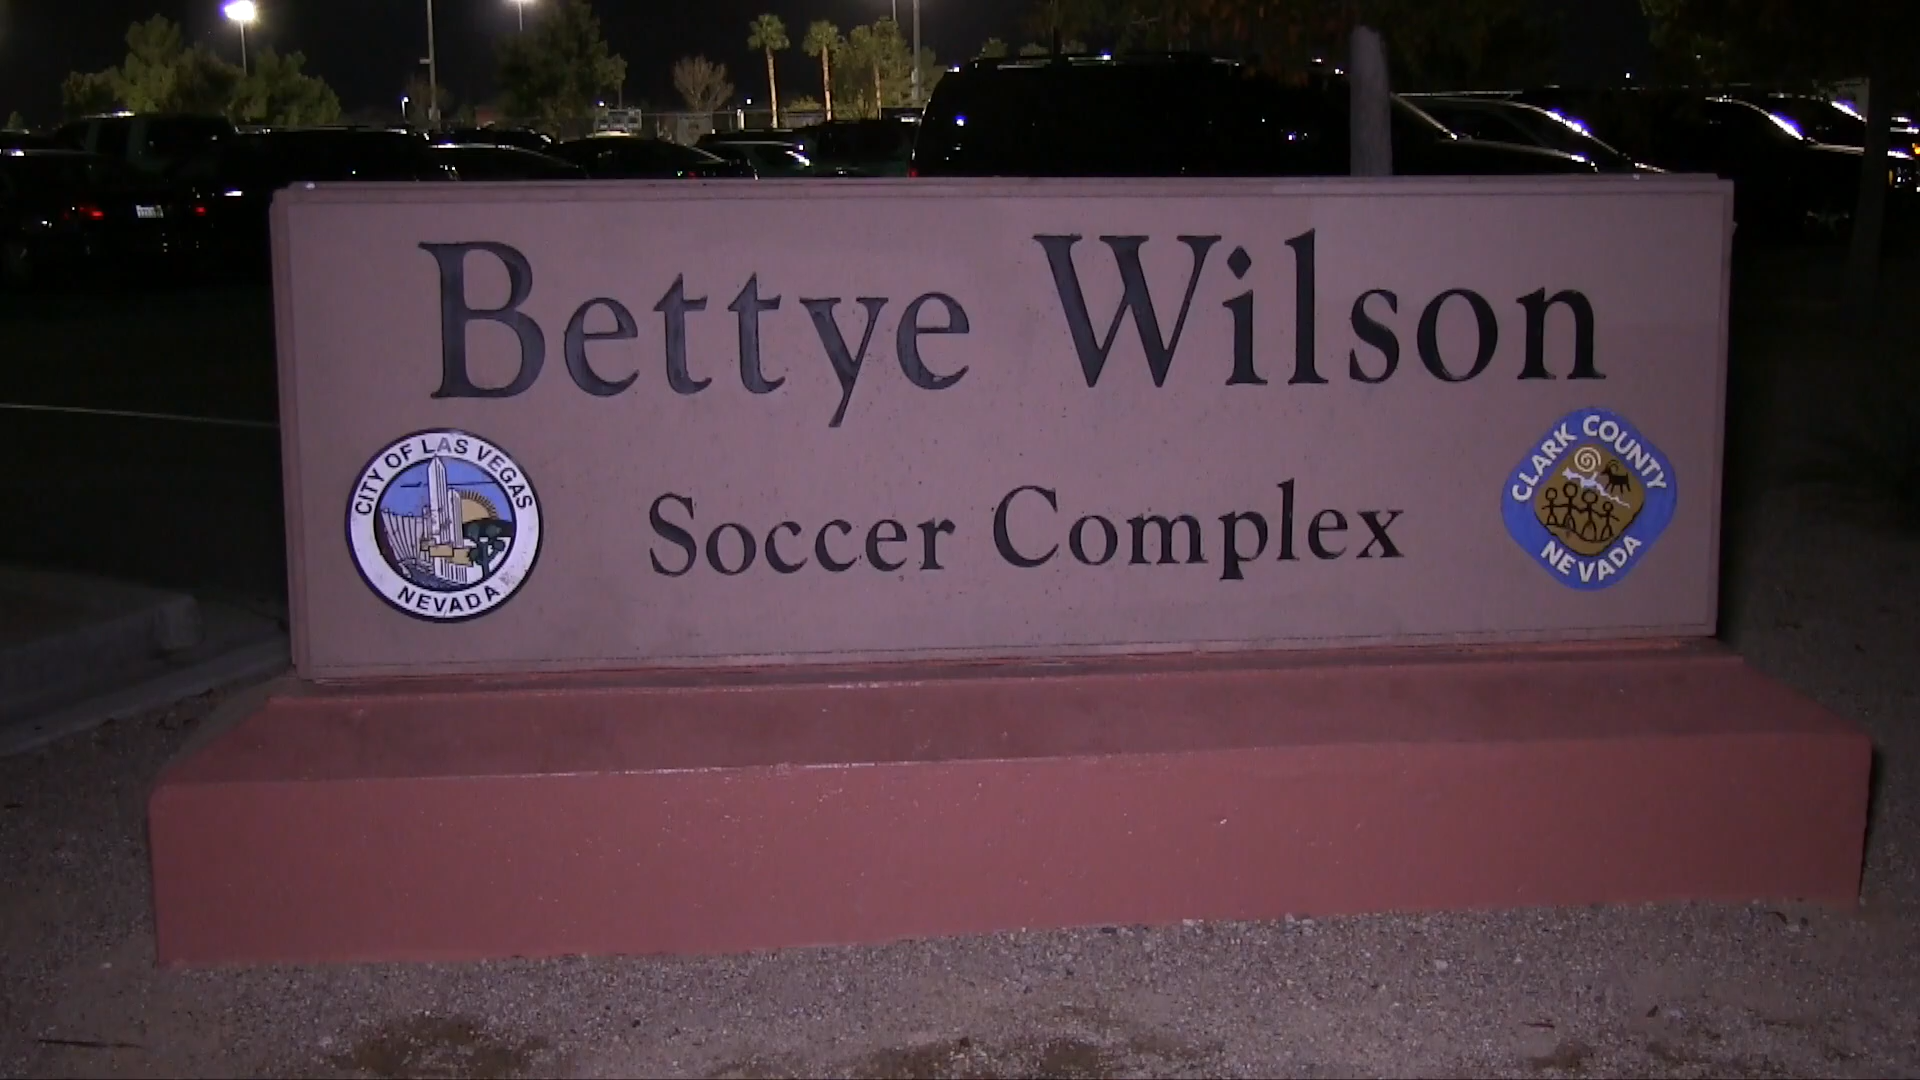 Bettye Wilson
Soccer Complex
CITY OF LAS VEGAS
NEVADA
CLARK COUNTY
NEVADA